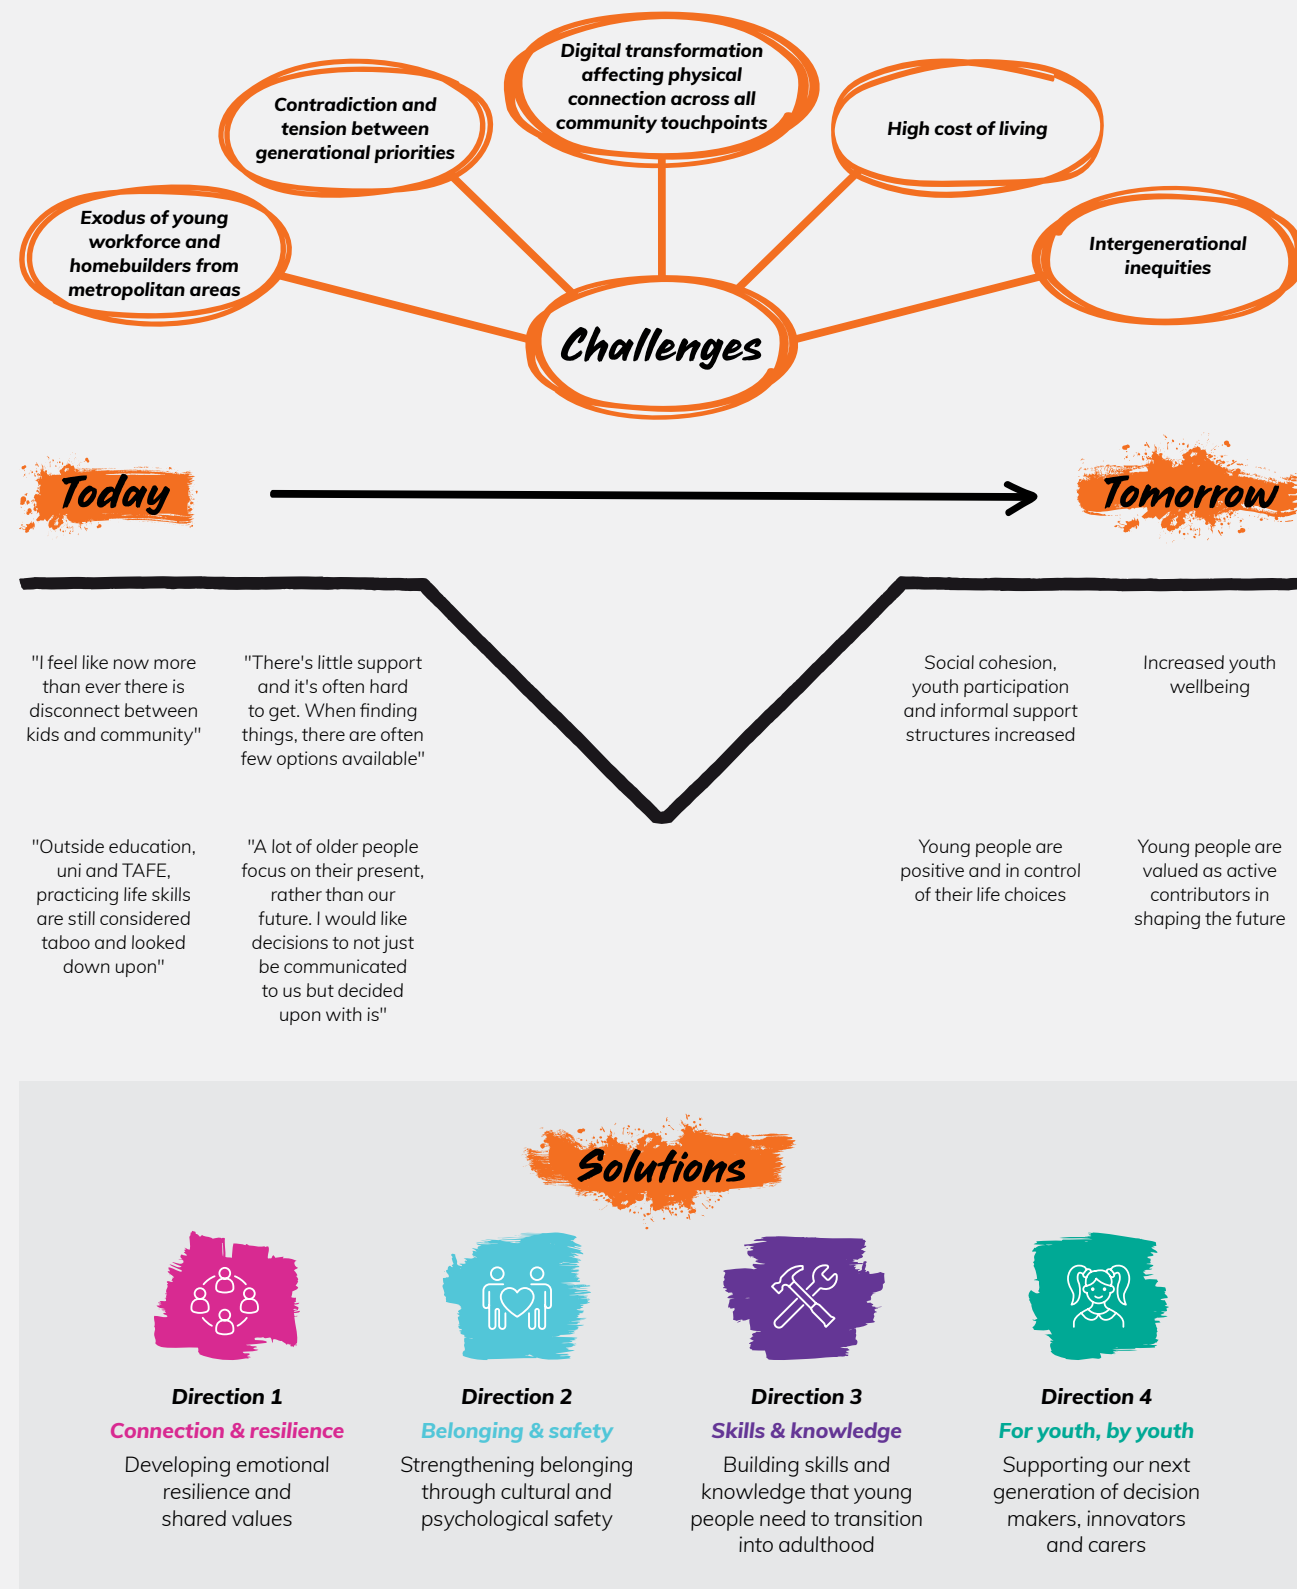 Digital transformation
affecting physical
connection across all
community touchpoints
Contradiction and
tension between
generational priorities
High cost of living
Exodus of young
workforce and
homebuilders from
metropolitan areas
Intergenerational
inequities
Challenges
Today
Tomorrow
"I feel like now more
than ever there is
disconnect between
kids and community"
"There's little support
and it's often hard
to get. When finding
things, there are often
few options available"
Social cohesion,
youth participation
and informal support
structures increased
Increased youth
wellbeing
"Outside education,
uni and TAFE,
practicing life skills
are still considered
taboo and looked
down upon"
"A lot of older people
focus on their present,
rather than our
future. I would like
decisions to not just
be communicated
to us but decided
upon with is"
Young people are
positive and in control
of their life choices
Young people are
valued as active
contributors in
shaping the future
Solutions
Direction 1
Connection & resilience
Developing emotional
resilience and
shared values
Direction 2
Belonging & safety
Strengthening belonging
through cultural and
psychological safety
Direction 3
Skills & knowledge
Building skills and
knowledge that young
people need to transition
into adulthood
Direction 4
For youth, by youth
Supporting our next
generation of decision
makers, innovators
and carers